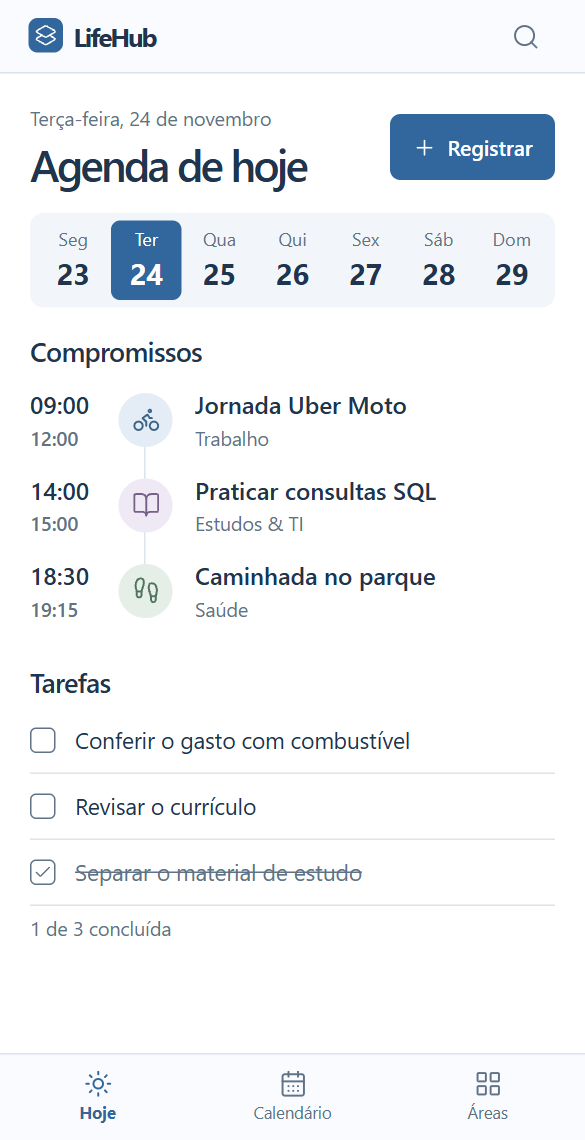 LifeHub
Terça-feira, 24 de novembro
Agenda de hoje
Registrar
Seg Ter Qua Qui Sex Sáb Dom
23 24 25 26 27 28 29
Compromissos
09:00 Jornada Uber Moto
12:00 Trabalho
14:00 Praticar consultas SQL
15:00 Estudos & TI
18:30 Caminhada no parque
19:15 Saúde
Tarefas
Conferir o gasto com combustível
Revisar o currículo
Separar o material de estudo
1 de 3 concluída
Hoje Calendário Áreas